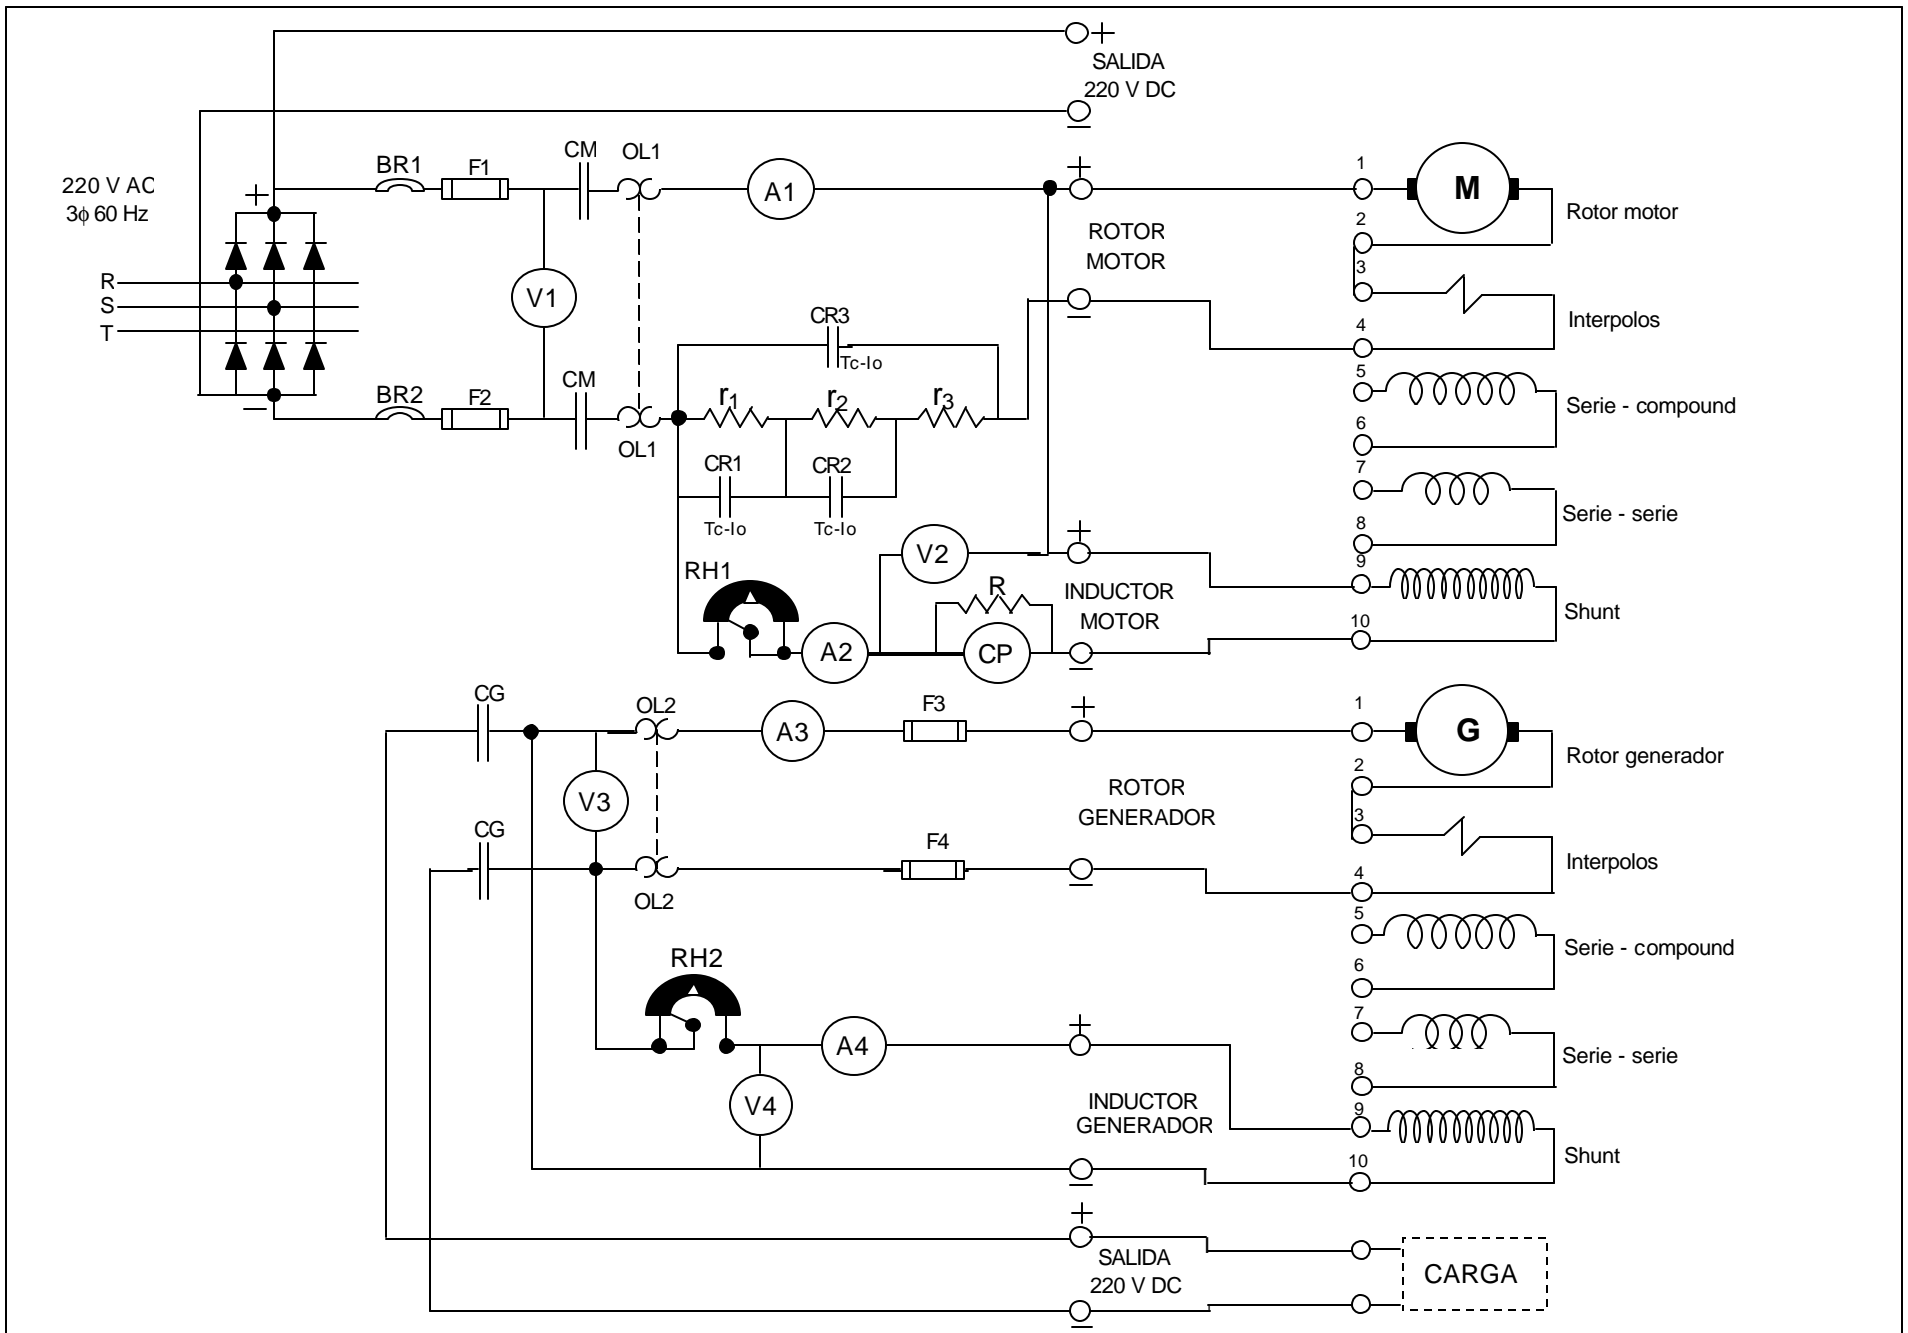 +
SALIDA
220 V DC
−
220 V AC
3ϕ 60 Hz
BR1
F1
CM
OL1
A1
+
+
R
S
T
−
V1
BR2
F2
CM
OL1
ROTOR
MOTOR
−
CR3
Tc-Io
r1
r2
r3
CR1
Tc-Io
CR2
Tc-Io
RH1
A2
V2
R
CP
+
INDUCTOR
MOTOR
−
1
M
Rotor motor
2
3
Interpolos
4
5
Serie - compound
6
7
Serie - serie
8
9
Shunt
10
CG
OL2
A3
F3
+
V3
CG
OL2
F4
ROTOR
GENERADOR
−
1
G
Rotor generador
2
3
Interpolos
4
5
Serie - compound
6
7
Serie - serie
8
9
Shunt
10
RH2
A4
V4
+
INDUCTOR
GENERADOR
−
+
SALIDA
220 V DC
−
CARGA